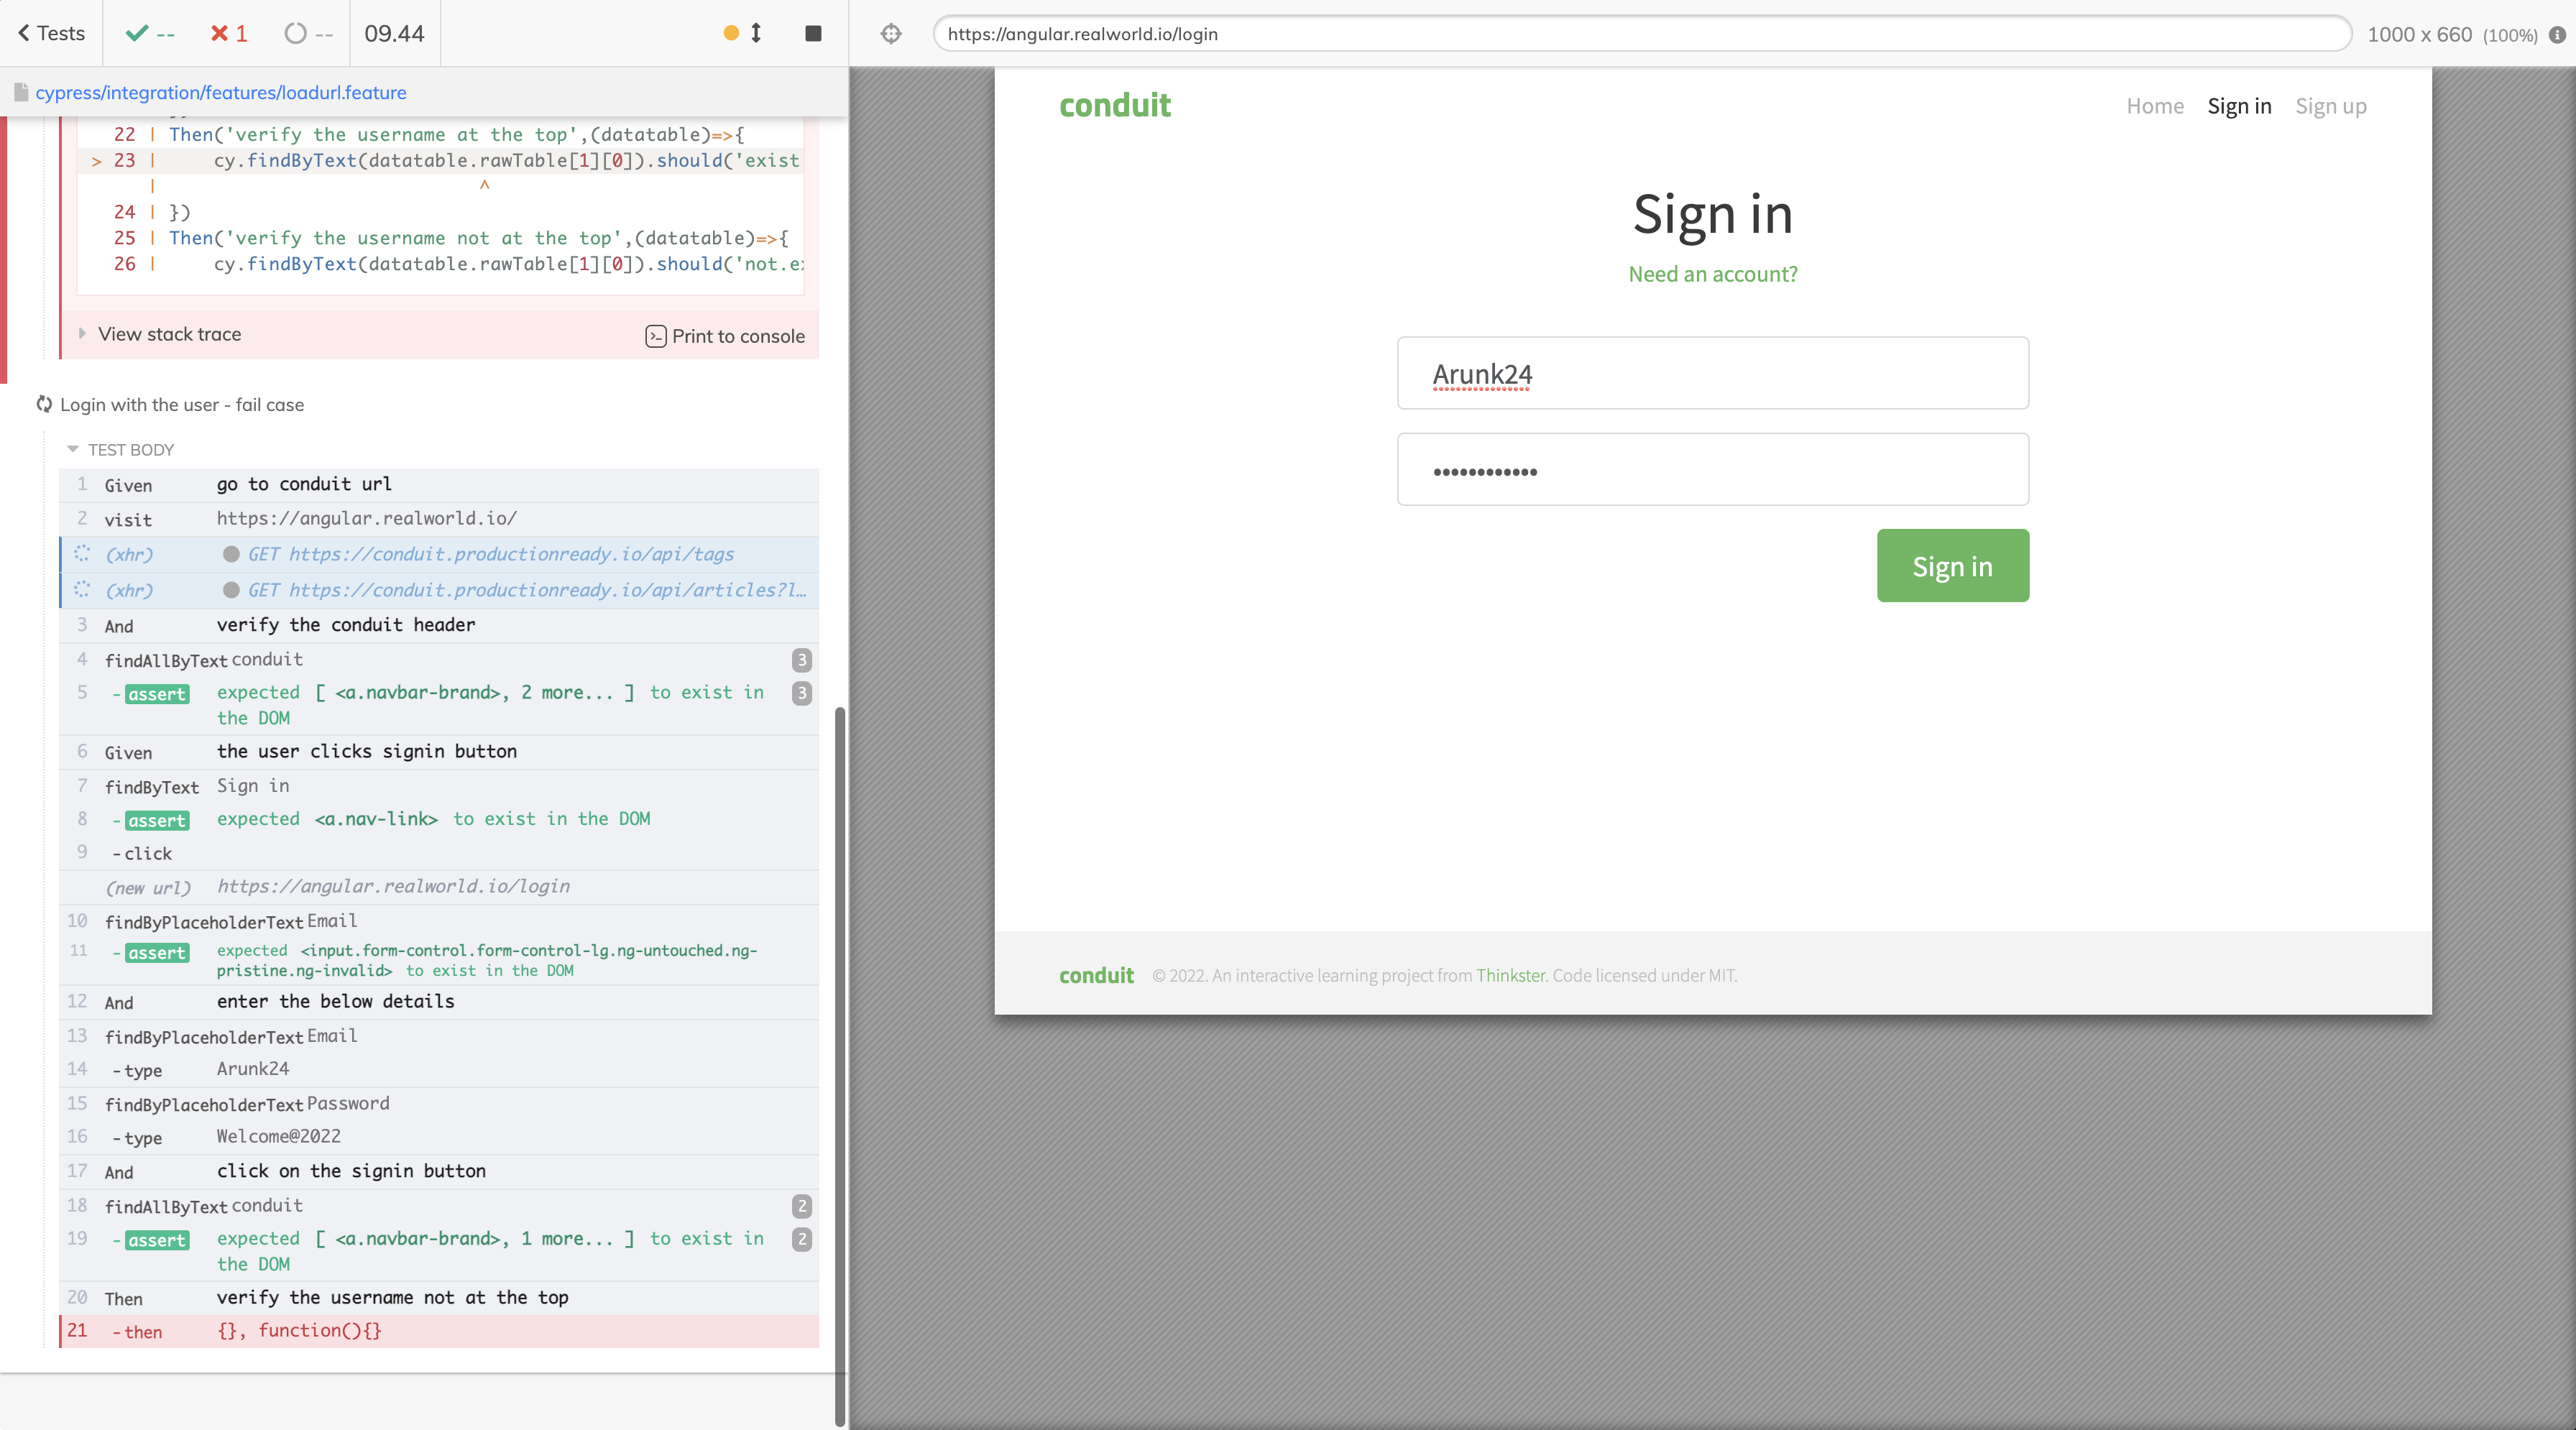 Tests
--
1
--
09.44
https://angular.realworld.io/login
1000 x 660 (100%)
cypress/integration/features/loadurl.feature
22 | Then('verify the username at the top',(datatable)=>{
> 23 | cy.findByText(datatable.rawTable[1][0]).should('exist
| ^
24 | })
25 | Then('verify the username not at the top',(datatable)=>{
26 | cy.findByText(datatable.rawTable[1][0]).should('not.ex
View stack trace
Print to console
Login with the user - fail case
TEST BODY
1 Given go to conduit url
2 visit https://angular.realworld.io/
(xhr) GET https://conduit.productionready.io/api/tags
(xhr) GET https://conduit.productionready.io/api/articles?l...
3 And verify the conduit header
4 findAllByText conduit 3
5 -assert expected [ <a.navbar-brand>, 2 more... ] to exist in 3
the DOM
6 Given the user clicks signin button
7 findByText Sign in
8 -assert expected <a.nav-link> to exist in the DOM
9 -click
(new url) https://angular.realworld.io/login
10 findByPlaceholderText Email
11 -assert expected <input.form-control.form-control-lg.ng-untouched.ng-
pristine.ng-invalid> to exist in the DOM
12 And enter the below details
13 findByPlaceholderText Email
14 -type Arunk24
15 findByPlaceholderText Password
16 -type Welcome@2022
17 And click on the signin button
18 findAllByText conduit 2
19 -assert expected [ <a.navbar-brand>, 1 more... ] to exist in 2
the DOM
20 Then verify the username not at the top
21 -then {}, function(){}
conduit
Home Sign in Sign up
Sign in
Need an account?
Arunk24
••••••••••••
Sign in
conduit © 2022. An interactive learning project from Thinkster. Code licensed under MIT.